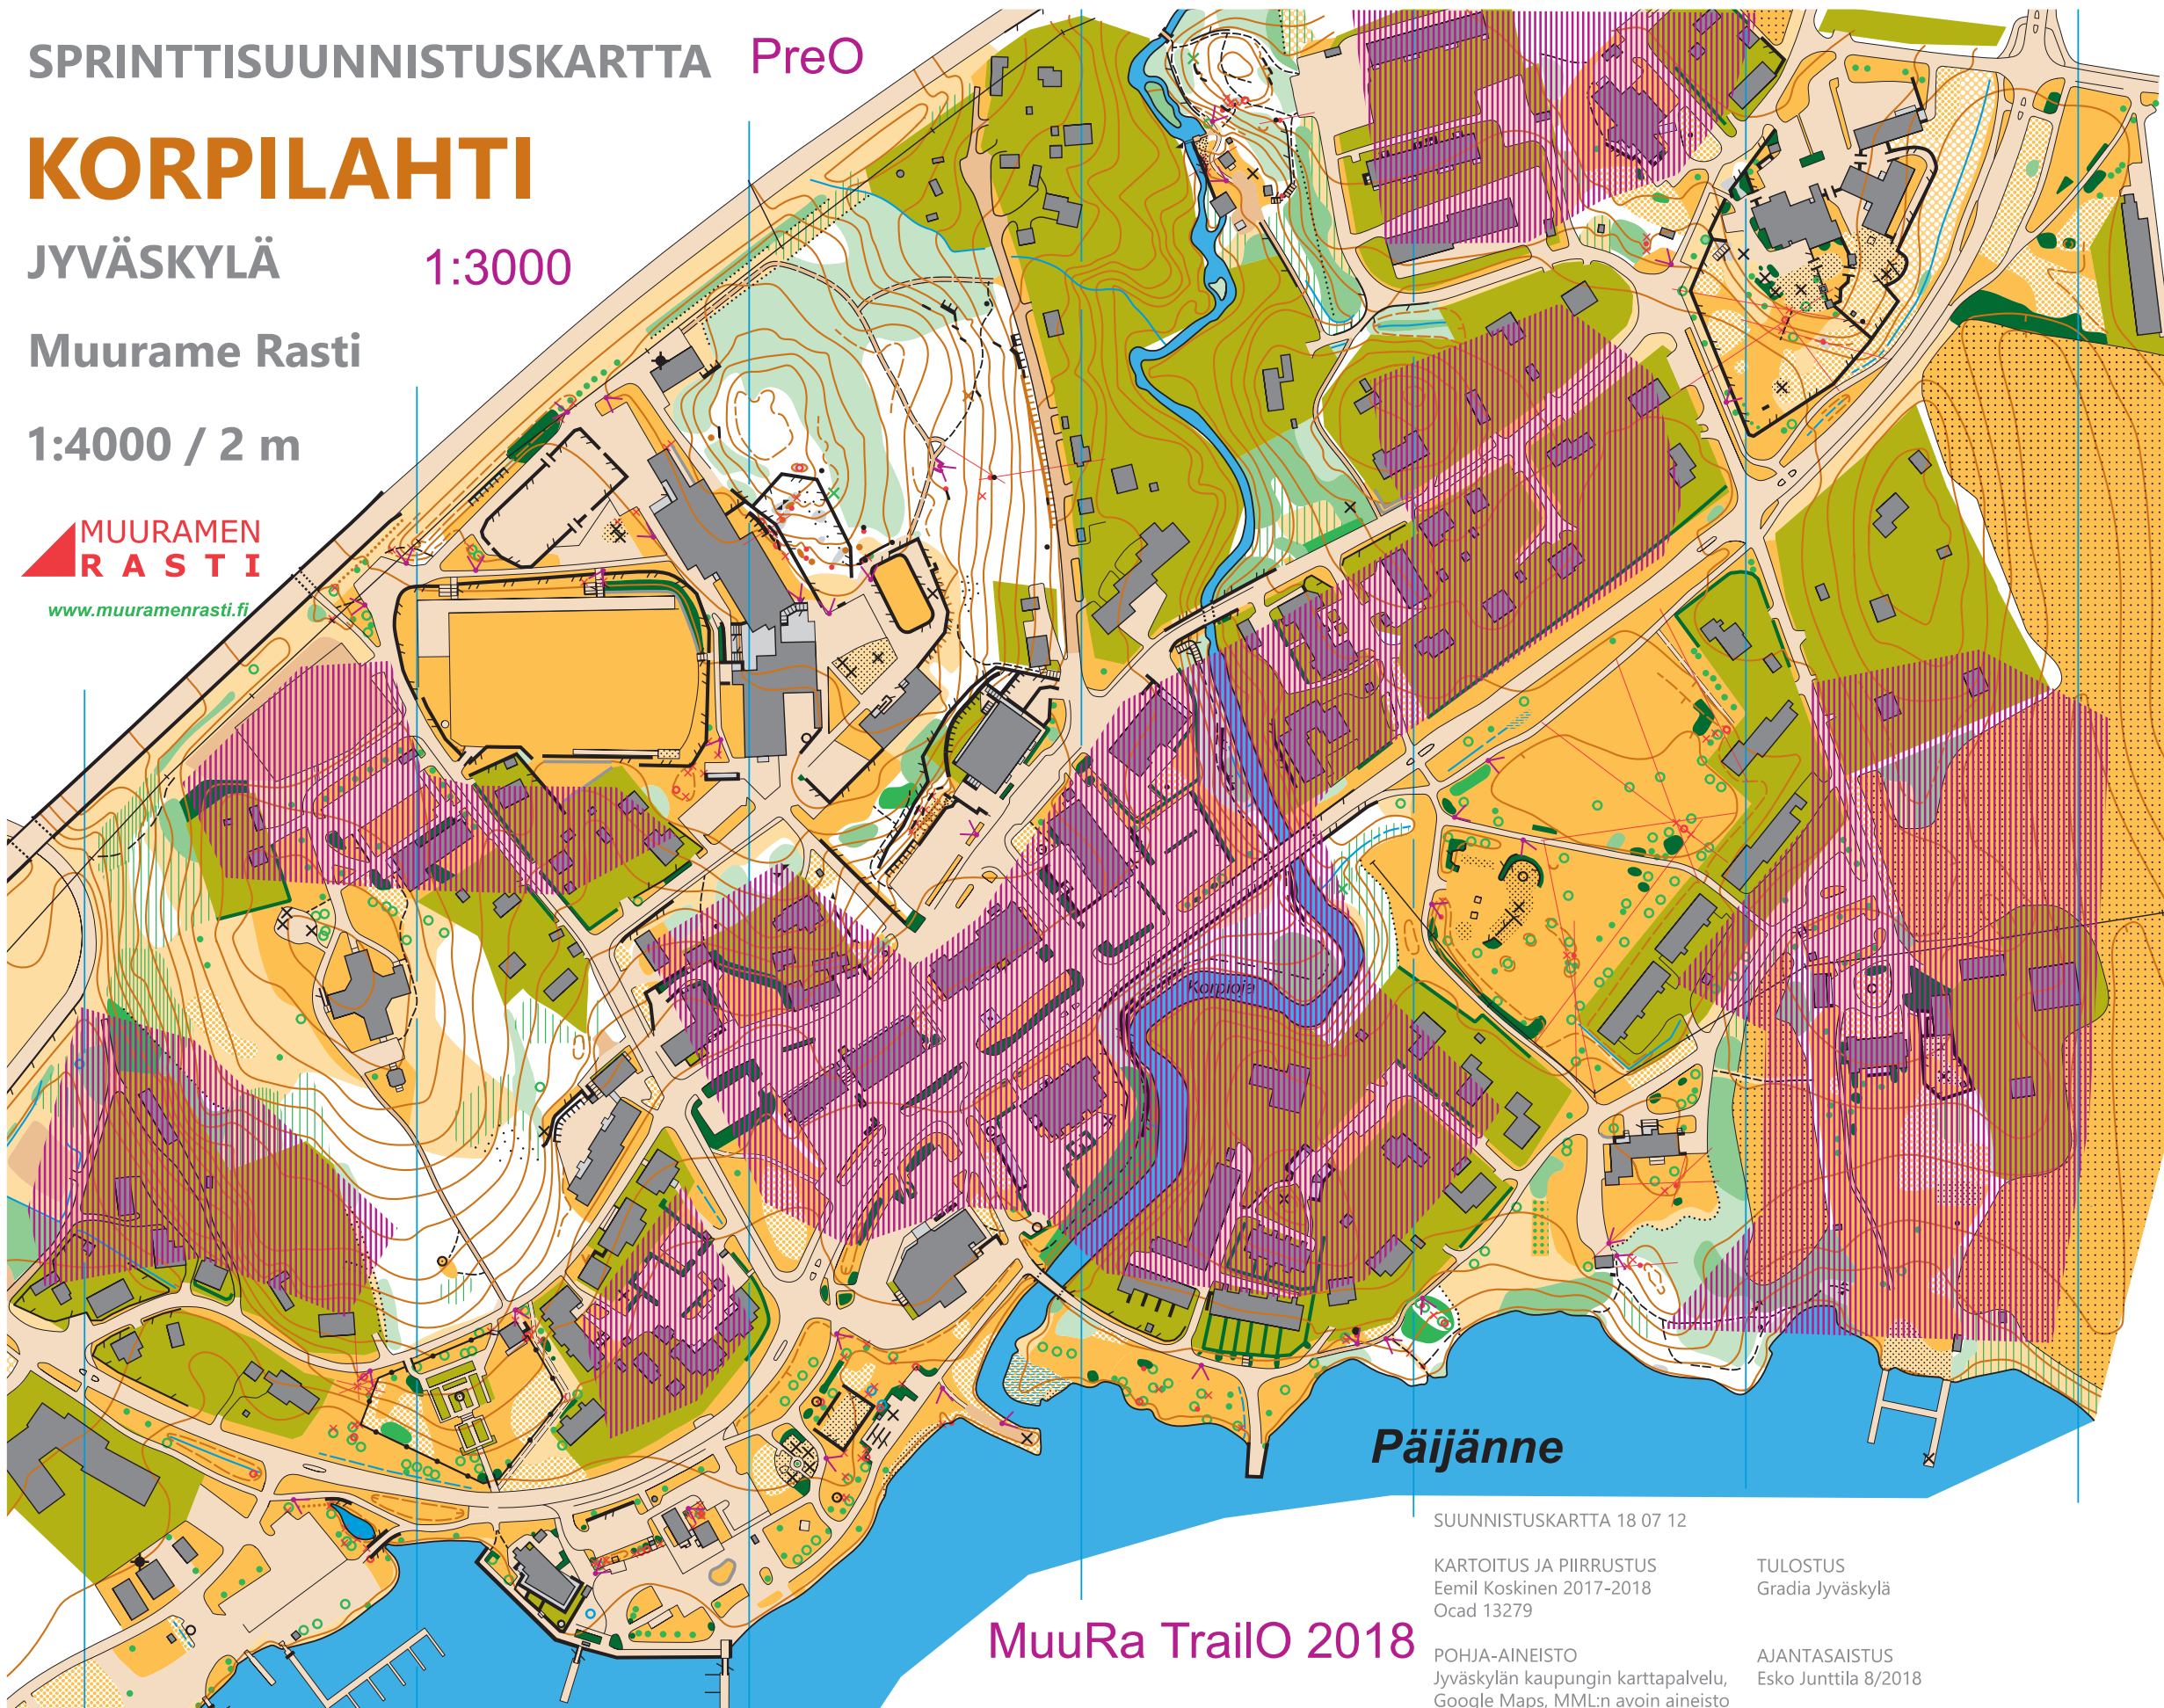 SPRINTTISUUNNISTUSKARTTA PreO
KORPILAHTI
JYVÄSKYLÄ 1:3000
Muurame Rasti
1:4000 / 2 m
MUURAMEN
RASTI
www.muuramenrasti.fi
Korpioja
Päijänne
MuuRa TrailO 2018
SUUNNISTUSKARTTA 18 07 12
KARTOITUS JA PIIRRUSTUS
Eemil Koskinen 2017-2018
Ocad 13279
TULOSTUS
Gradia Jyväskylä
POHJA-AINEISTO
Jyväskylän kaupungin karttapalvelu,
Google Maps, MML:n avoin aineisto
AJANTASAISTUS
Esko Junttila 8/2018